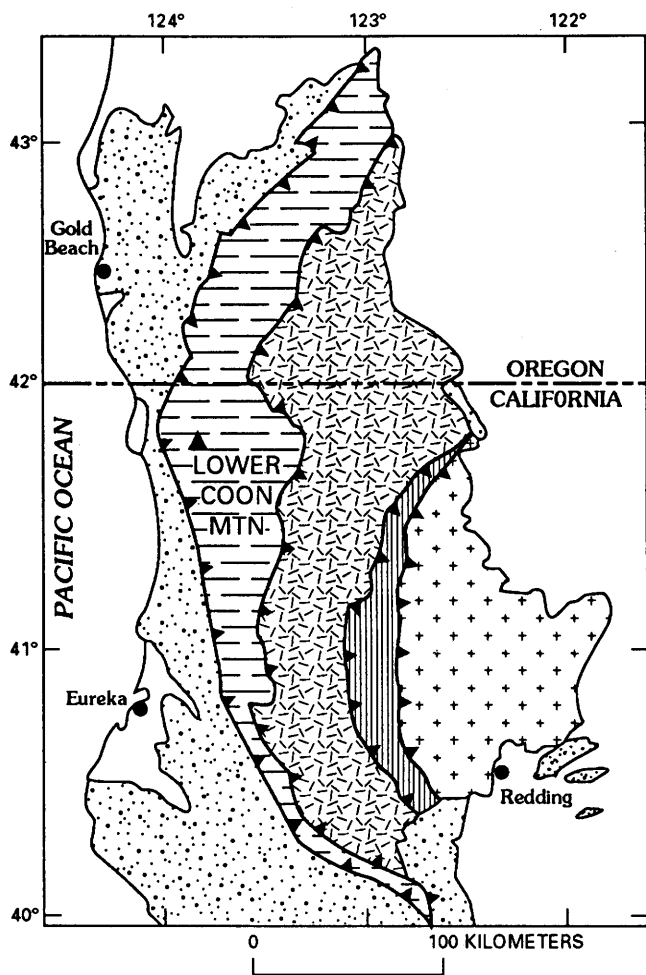 124° 123° 122°
43°
Gold
Beach
OREGON
42°
CALIFORNIA
LOWER
COON
MTN
PACIFIC OCEAN
41°
Eureka
Redding
40°
0 100 KILOMETERS